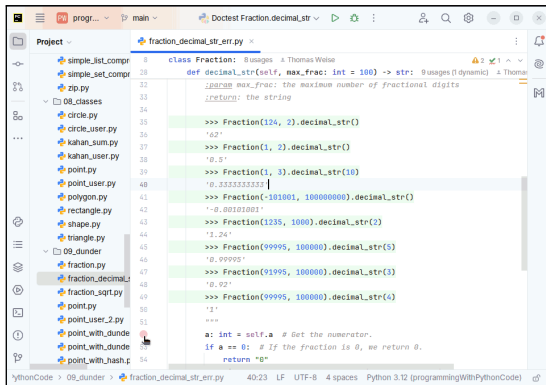 PC
PW progr...
main
Doctest Fraction.decimal_str
Project
fraction_decimal_str_err.py
simple_list_compr
simple_set_compr
zip.py
08_classes
circle.py
circle_user.py
kahan_sum.py
kahan_user.py
point.py
point_user.py
polygon.py
rectangle.py
shape.py
triangle.py
09_dunder
fraction.py
fraction_decimal_s
fraction_sqrt.py
point.py
point_user_2.py
point_with_dunde
point_with_dunde
point_with_hash.p
8 class Fraction: 8 usages Thomas Weise 2 1
20 def decimal_str(self, max_frac: int = 100) -> str: 9 usages (1 dynamic) Thomas
32 :param max_frac: the maximum number of fractional digits
33 :return: the string
34
35 >>> Fraction(124, 2).decimal_str()
36 '62'
37 >>> Fraction(1, 2).decimal_str()
38 '0.5'
39 >>> Fraction(1, 3).decimal_str(10)
40 '0.3333333333'
41 >>> Fraction(-101001, 100000000).decimal_str()
42 '-0.00101001'
43 >>> Fraction(1235, 1000).decimal_str(2)
44 '1.24'
45 >>> Fraction(99995, 100000).decimal_str(5)
46 '0.99995'
47 >>> Fraction(91995, 100000).decimal_str(3)
48 '0.92'
49 >>> Fraction(99995, 100000).decimal_str(4)
50 '1'
51 """
a: int = self.a # Get the numerator.
53 if a == 0: # If the fraction is 0, we return 0.
54 return "0"
ythonCode > 09_dunder > fraction_decimal_str_err.py 40:23 LF UTF-8 4 spaces Python 3.12 (programmingWithPythonCode)